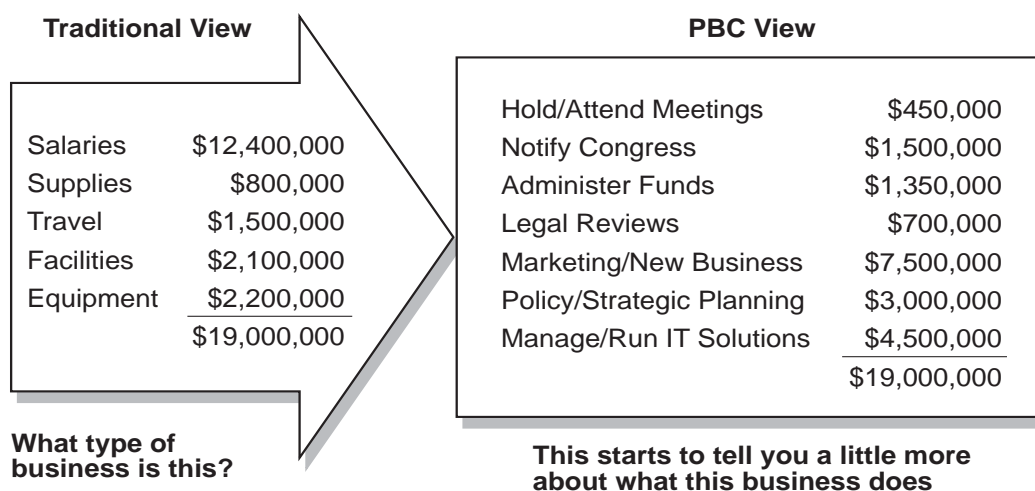 Traditional View
Salaries $12,400,000
Supplies $800,000
Travel $1,500,000
Facilities $2,100,000
Equipment $2,200,000
$19,000,000
What type of
business is this?
PBC View
Hold/Attend Meetings $450,000
Notify Congress $1,500,000
Administer Funds $1,350,000
Legal Reviews $700,000
Marketing/New Business $7,500,000
Policy/Strategic Planning $3,000,000
Manage/Run IT Solutions $4,500,000
$19,000,000
This starts to tell you a little more
about what this business does